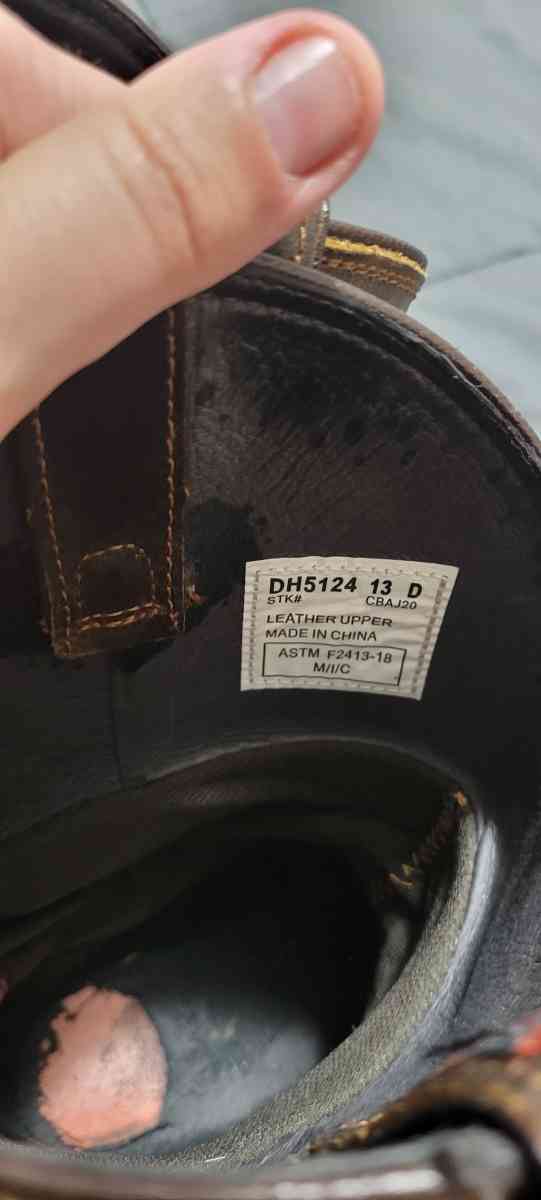 DH5124 13 D
STK# CBAJ20
LEATHER UPPER
MADE IN CHINA
ASTM F2413-18
M/I/C